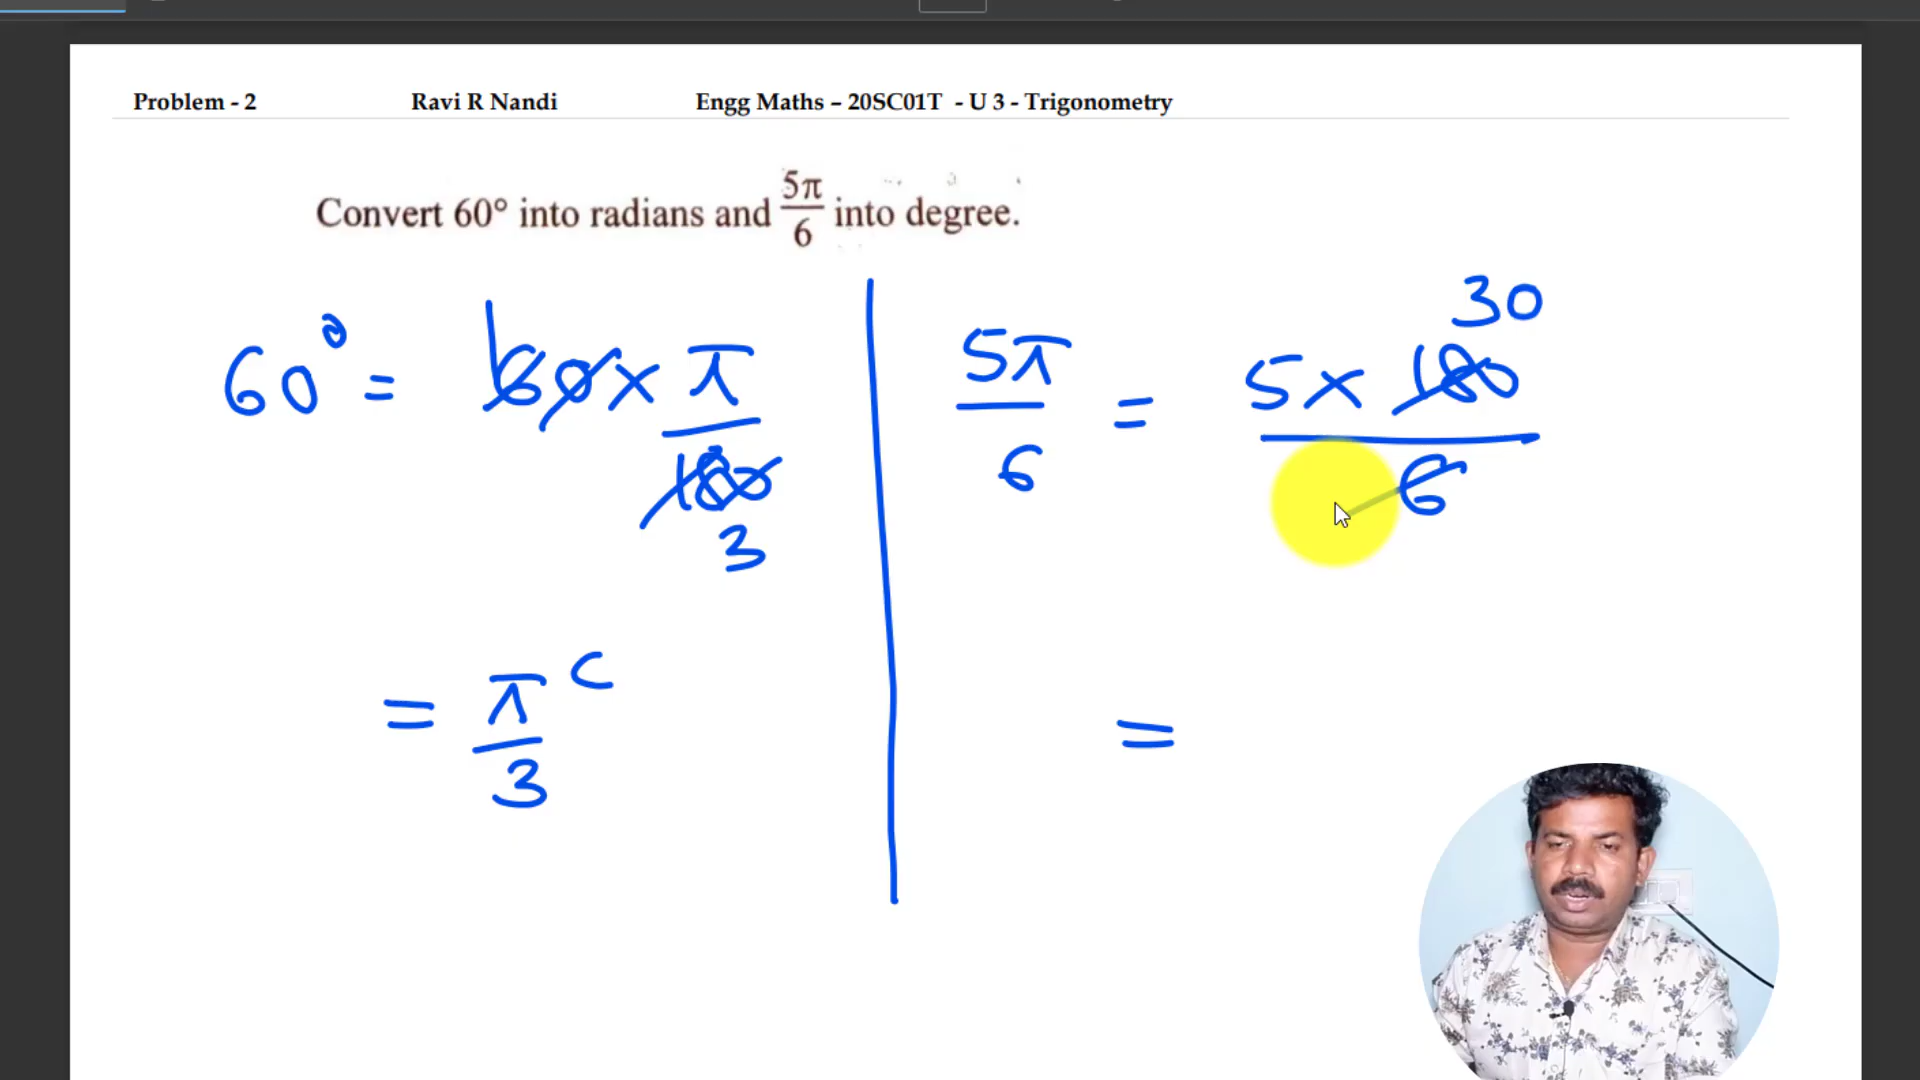 Problem - 2 Ravi R Nandi Engg Maths – 20SC01T - U 3 - Trigonometry
Convert 60° into radians and 5π/6 into degree.
60° = 60 × π/180 3
= π/3 c
5π/6 = 5 × 180/6 30
=